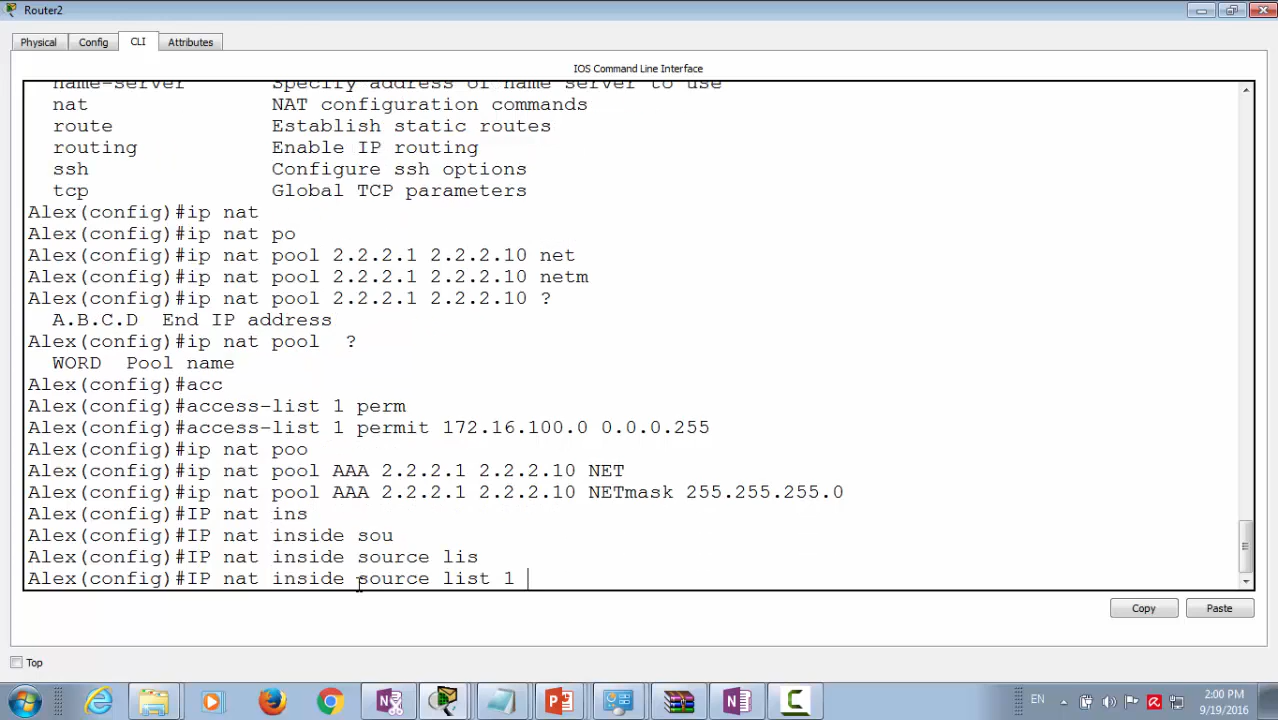 Router2
Physical Config CLI Attributes
IOS Command Line Interface
name-server Specify address of name server to use
nat NAT configuration commands
route Establish static routes
routing Enable IP routing
ssh Configure ssh options
tcp Global TCP parameters
Alex(config)#ip nat
Alex(config)#ip nat po
Alex(config)#ip nat pool 2.2.2.1 2.2.2.10 net
Alex(config)#ip nat pool 2.2.2.1 2.2.2.10 netm
Alex(config)#ip nat pool 2.2.2.1 2.2.2.10 ?
A.B.C.D End IP address
Alex(config)#ip nat pool ?
WORD Pool name
Alex(config)#acc
Alex(config)#access-list 1 perm
Alex(config)#access-list 1 permit 172.16.100.0 0.0.0.255
Alex(config)#ip nat poo
Alex(config)#ip nat pool AAA 2.2.2.1 2.2.2.10 NET
Alex(config)#ip nat pool AAA 2.2.2.1 2.2.2.10 NETmask 255.255.255.0
Alex(config)#IP nat ins
Alex(config)#IP nat inside sou
Alex(config)#IP nat inside source lis
Alex(config)#IP nat inside source list 1
Copy Paste
Top
EN
2:00 PM
9/19/2016